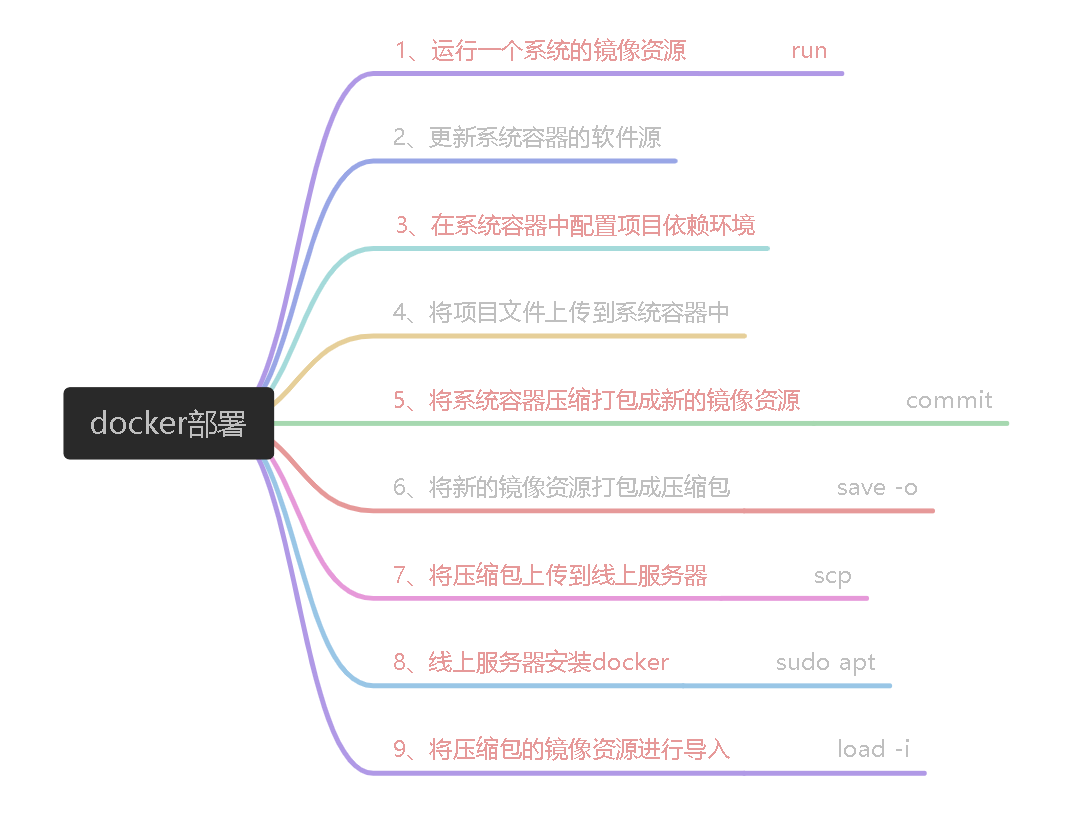 1、运行一个系统的镜像资源 run
2、更新系统容器的软件源
3、在系统容器中配置项目依赖环境
4、将项目文件上传到系统容器中
docker部署
5、将系统容器压缩打包成新的镜像资源 commit
6、将新的镜像资源打包成压缩包 save -o
7、将压缩包上传到线上服务器 scp
8、线上服务器安装docker sudo apt
9、将压缩包的镜像资源进行导入 load -i